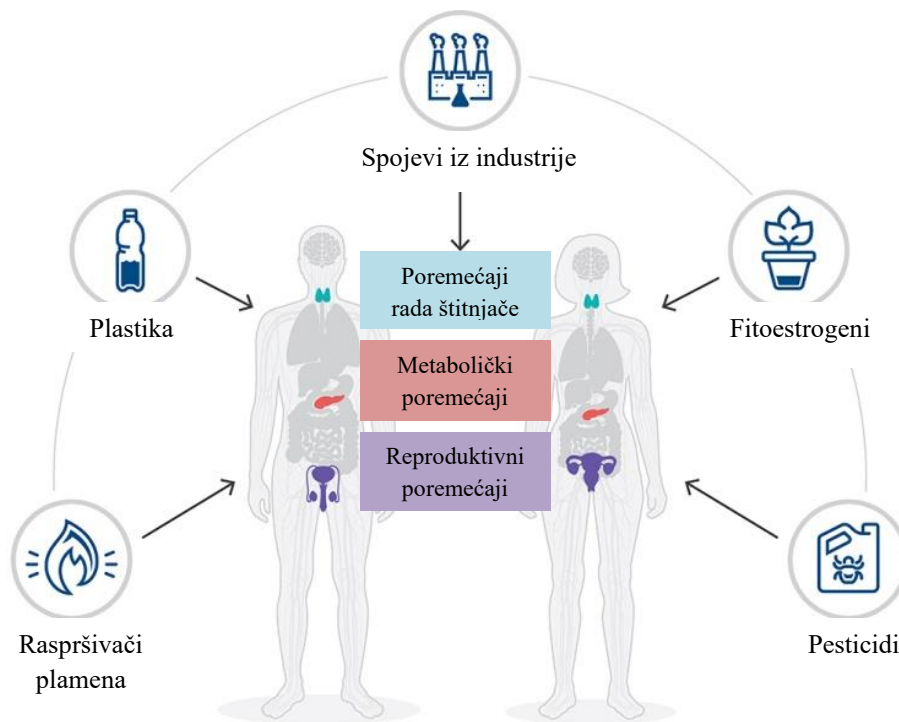 Spojevi iz industrije
Plastika
Fitoestrogeni
Poremećaji
rada štitnjače
Metabolički
poremećaji
Reproduktivni
poremećaji
Raspršivači
plamena
Pesticidi